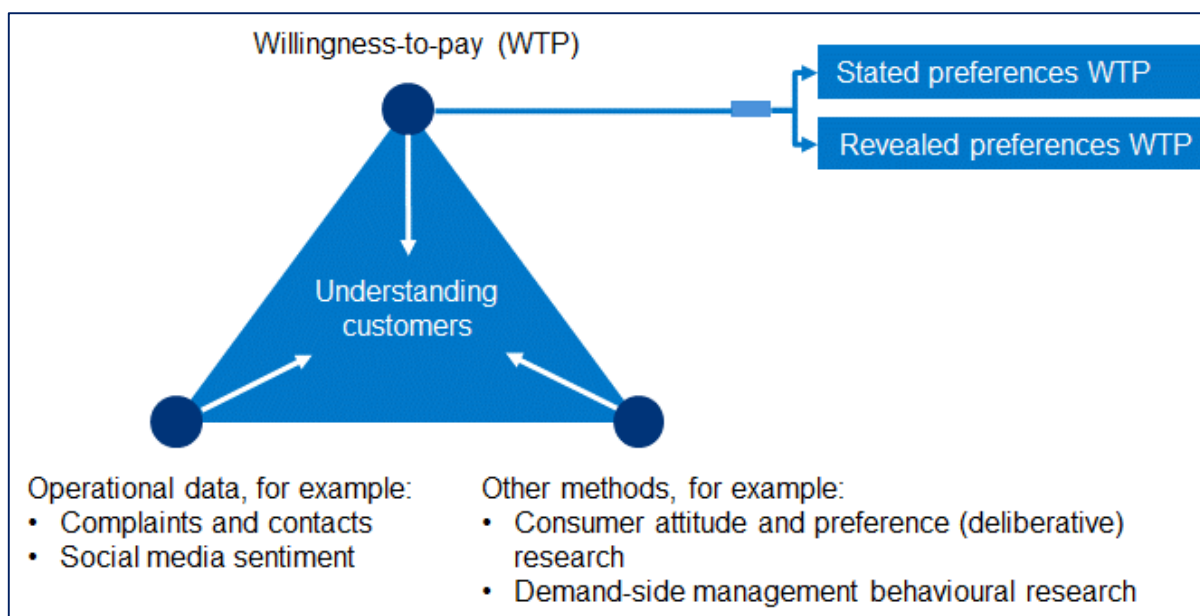 Willingness-to-pay (WTP)
Stated preferences WTP
Revealed preferences WTP
Understanding
customers
Operational data, for example:
• Complaints and contacts
• Social media sentiment
Other methods, for example:
• Consumer attitude and preference (deliberative)
research
• Demand-side management behavioural research